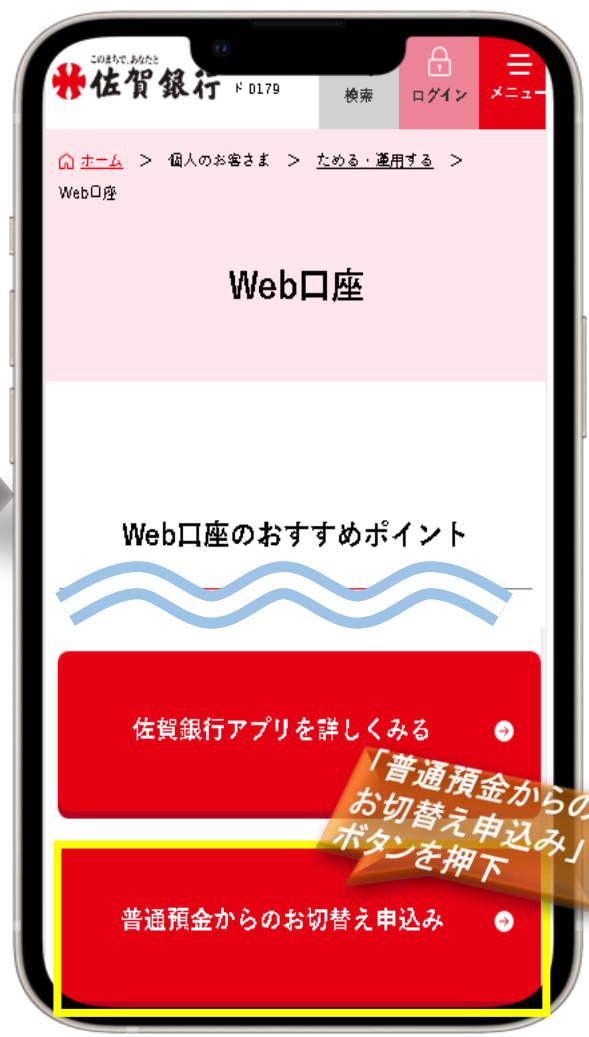 このまちで、あなたと
佐賀銀行
ド 0179
検索
ログイン
メニュー
ホーム > 個人のお客さま > ためる・運用する >
Web口座
Web口座
Web口座のおすすめポイント
佐賀銀行アプリを詳しくみる
「普通預金からの
お切替え申込み」
ボタンを押下
普通預金からのお切替え申込み